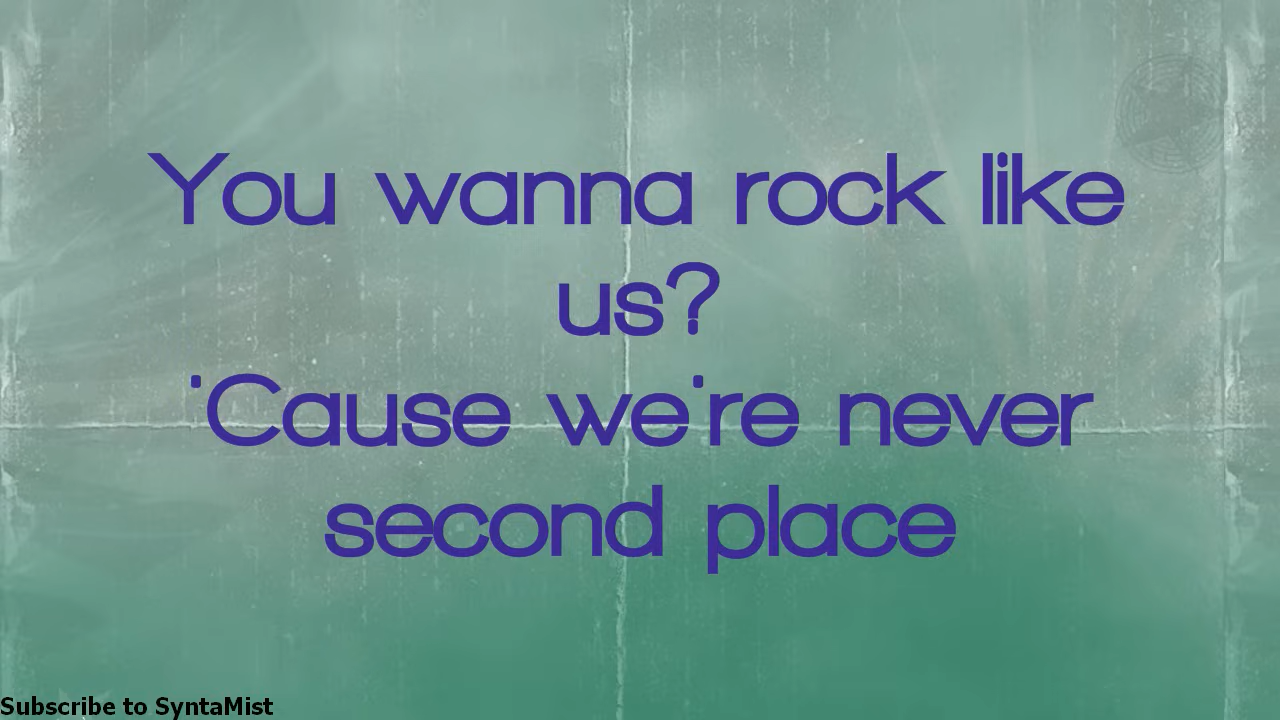 You wanna rock like
us?
'Cause we're never
second place
Subscribe to SyntaMist